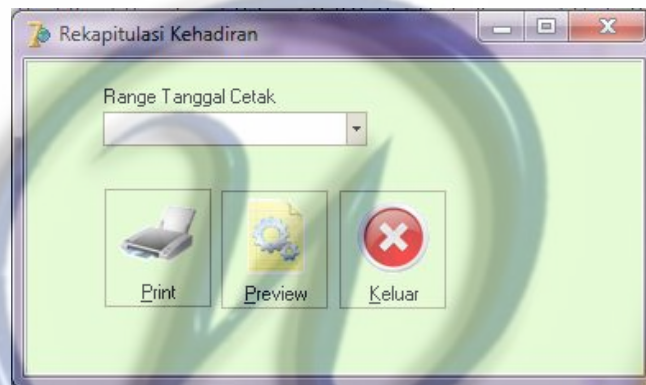 Rekapitulasi Kehadiran
Range Tanggal Cetak
Print Preview Keluar